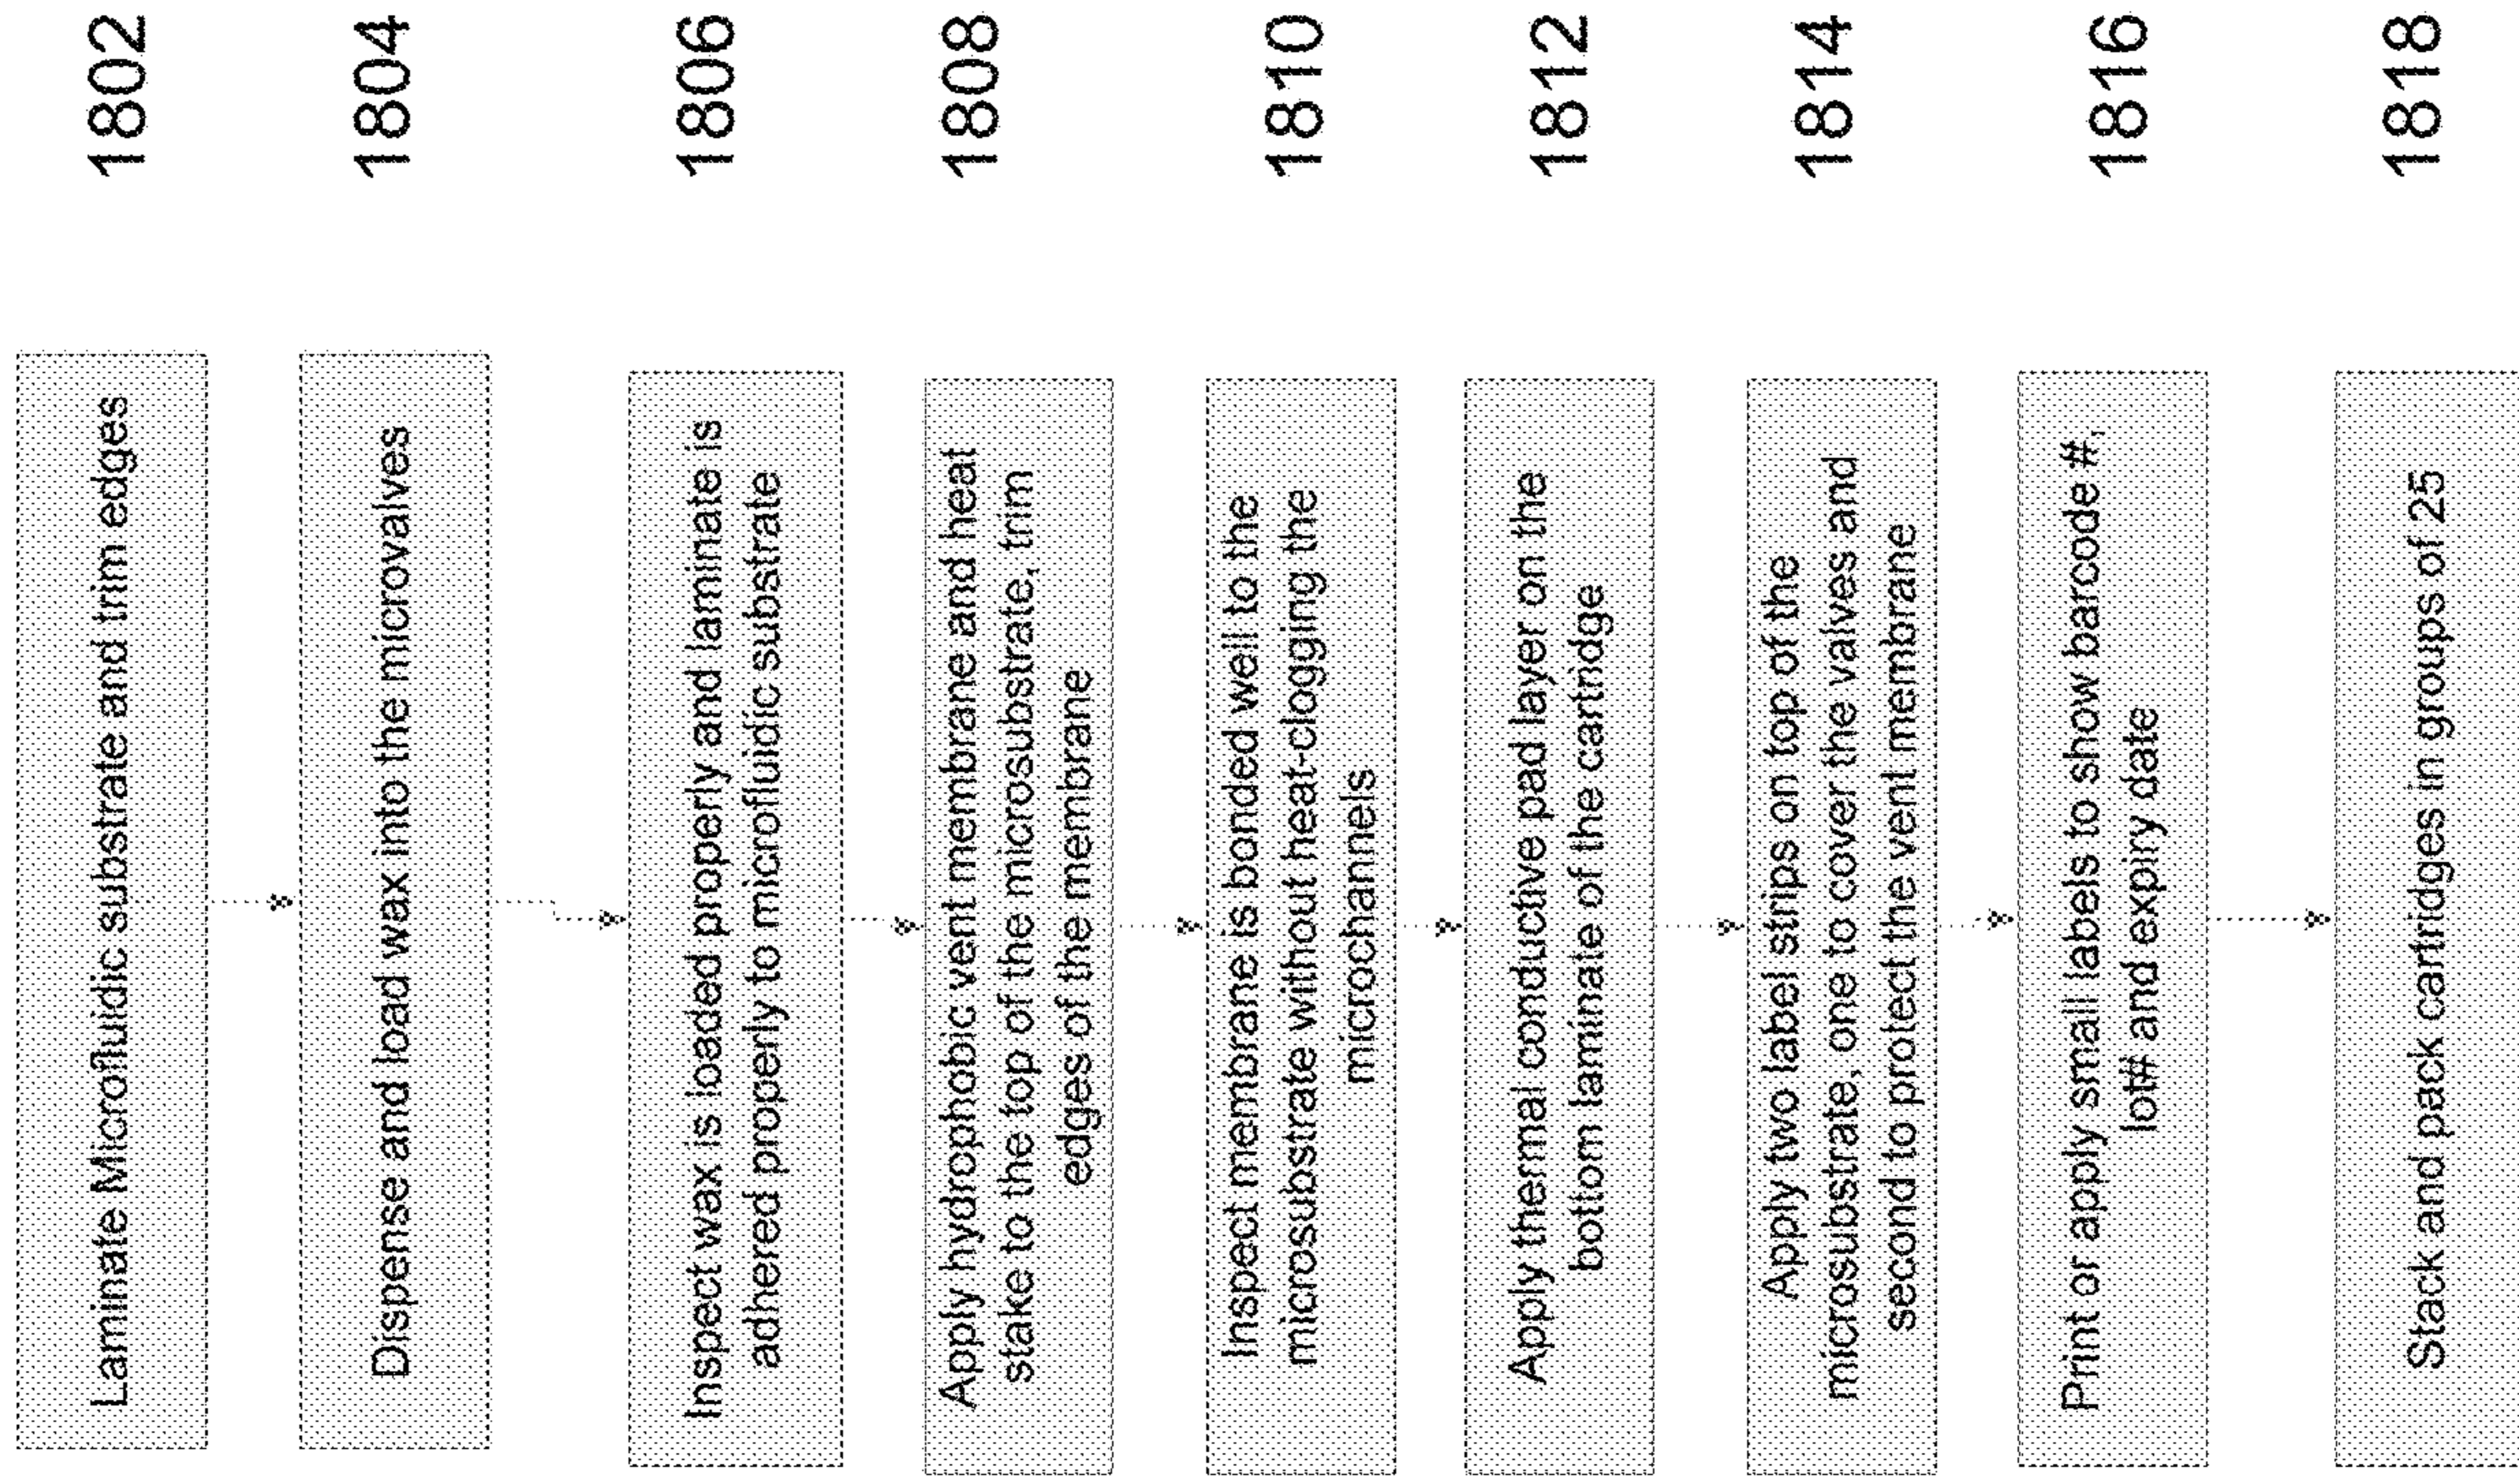 Laminate Microfluidic substrate and trim edges
1802
Dispense and load wax into the microvalves
1804
Inspect wax is loaded properly and laminate is
adhered properly to microfluidic substrate
1806
Apply hydrophobic vent membrane and heat
stake to the top of the microsubstrate, trim
edges of the membrane
1808
Inspect membrane is bonded well to the
microsubstrate without heat-clogging the
microchannels
1810
Apply thermal conductive pad layer on the
bottom laminate of the cartridge
1812
Apply two label strips on top of the
microsubstrate, one to cover the valves and
second to protect the vent membrane
1814
Print or apply small labels to show barcode #,
lot# and expiry date
1816
Stack and pack cartridges in groups of 25
1818